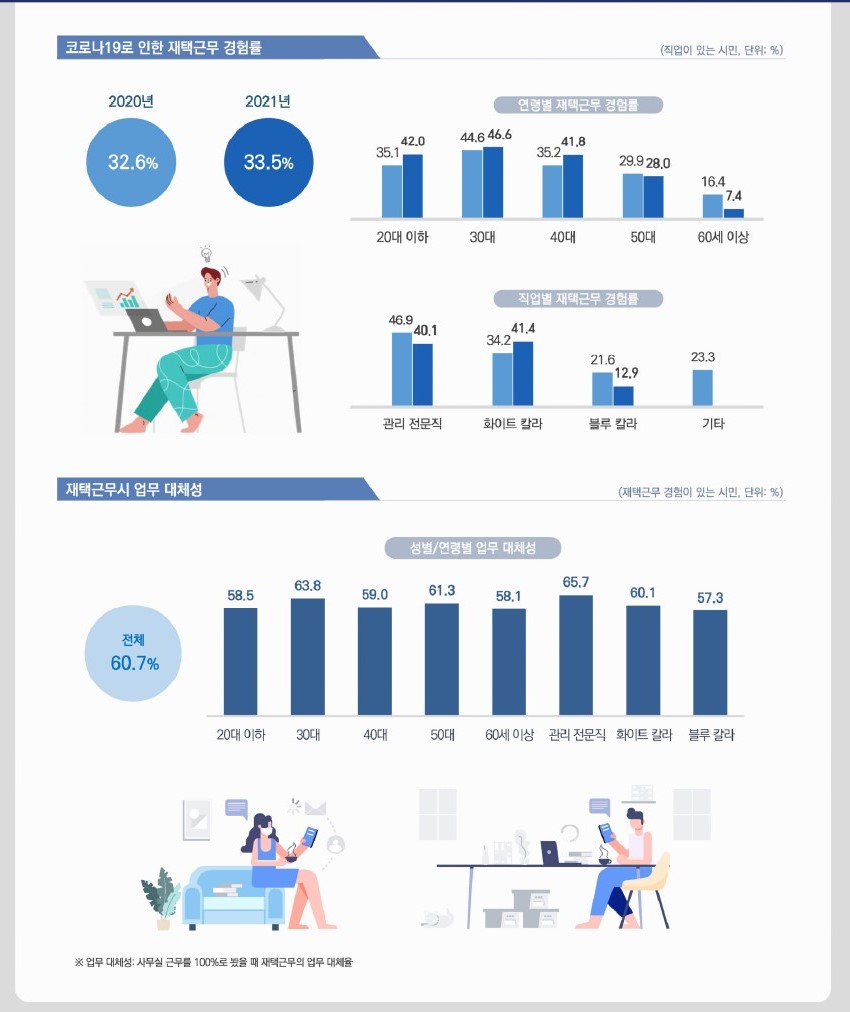 코로나19로 인한 재택근무 경험률
(직업이 있는 시민, 단위: %)
2020년 2021년
32.6% 33.5%
연령별 재택근무 경험률
35.1 42.0 44.6 46.6 35.2 41.8 29.9 28.0 16.4 7.4
20대 이하 30대 40대 50대 60세 이상
직업별 재택근무 경험률
46.9 40.1 34.2 41.4 21.6 12.9 23.3
관리 전문직 화이트 칼라 블루 칼라 기타
재택근무시 업무 대체성
(재택근무 경험이 있는 시민, 단위: %)
성별/연령별 업무 대체성
전체
60.7%
58.5 63.8 59.0 61.3 58.1 65.7 60.1 57.3
20대 이하 30대 40대 50대 60세 이상 관리 전문직 화이트 칼라 블루 칼라
※ 업무 대체성: 사무실 근무를 100%로 봤을 때 재택근무의 업무 대체율